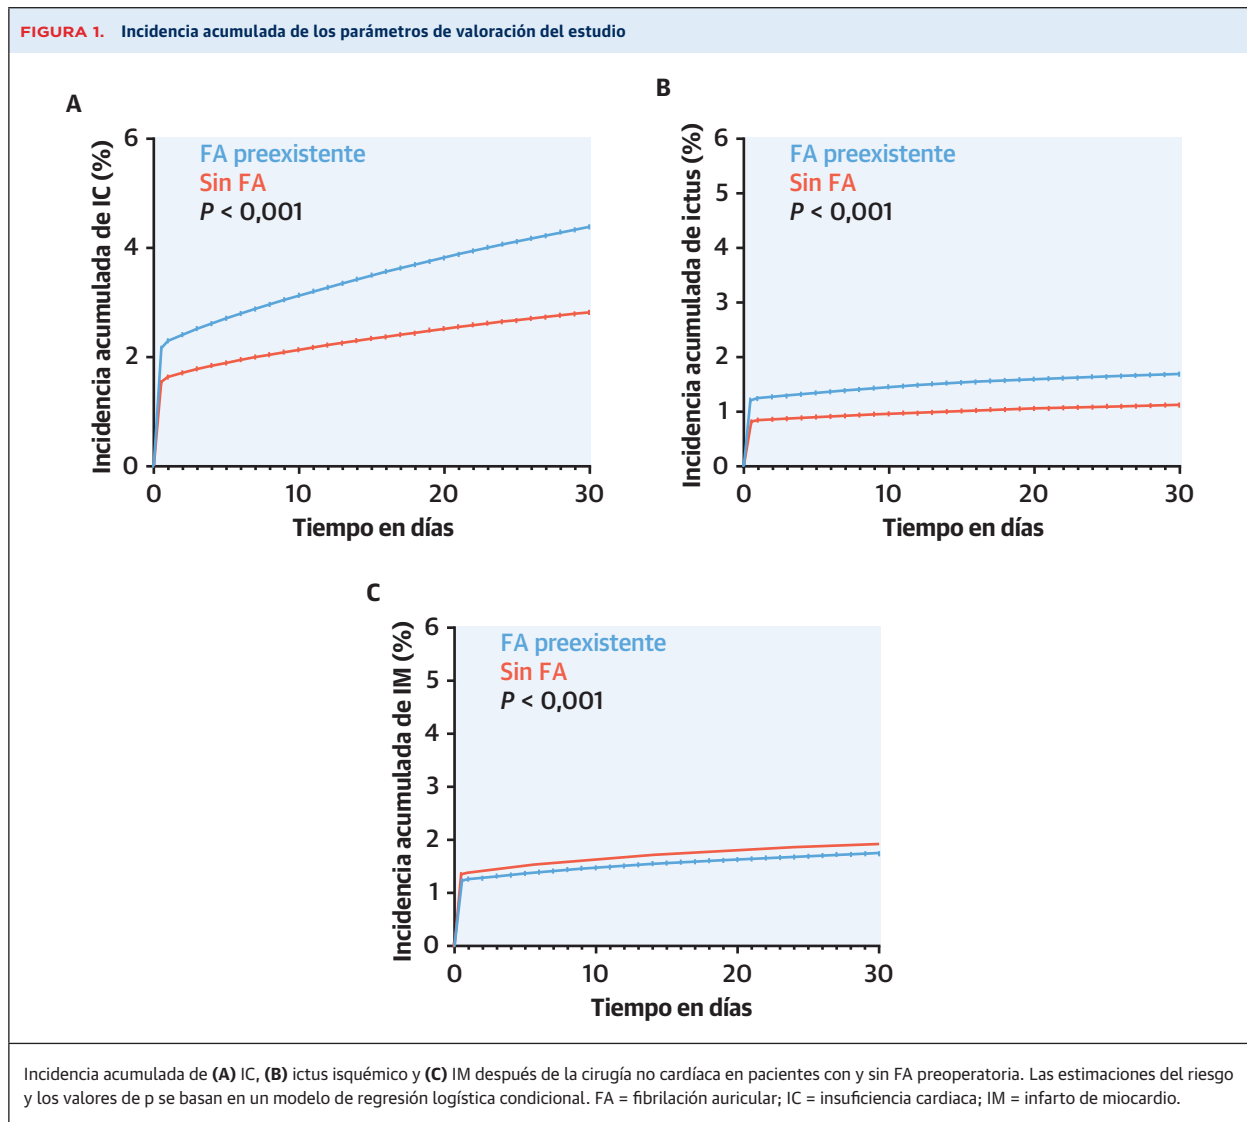 FIGURA 1. Incidencia acumulada de los parámetros de valoración del estudio
A
Incidencia acumulada de IC (%)
6
4
2
0
FA preexistente
Sin FA
P < 0,001
0 10 20 30
Tiempo en días
B
Incidencia acumulada de ictus (%)
6
5
4
3
2
1
0
FA preexistente
Sin FA
P < 0,001
0 10 20 30
Tiempo en días
C
Incidencia acumulada de IM (%)
6
5
4
3
2
1
0
FA preexistente
Sin FA
P < 0,001
0 10 20 30
Tiempo en días
Incidencia acumulada de (A) IC, (B) ictus isquémico y (C) IM después de la cirugía no cardíaca en pacientes con y sin FA preoperatoria. Las estimaciones del riesgo
y los valores de p se basan en un modelo de regresión logística condicional. FA = fibrilación auricular; IC = insuficiencia cardiaca; IM = infarto de miocardio.